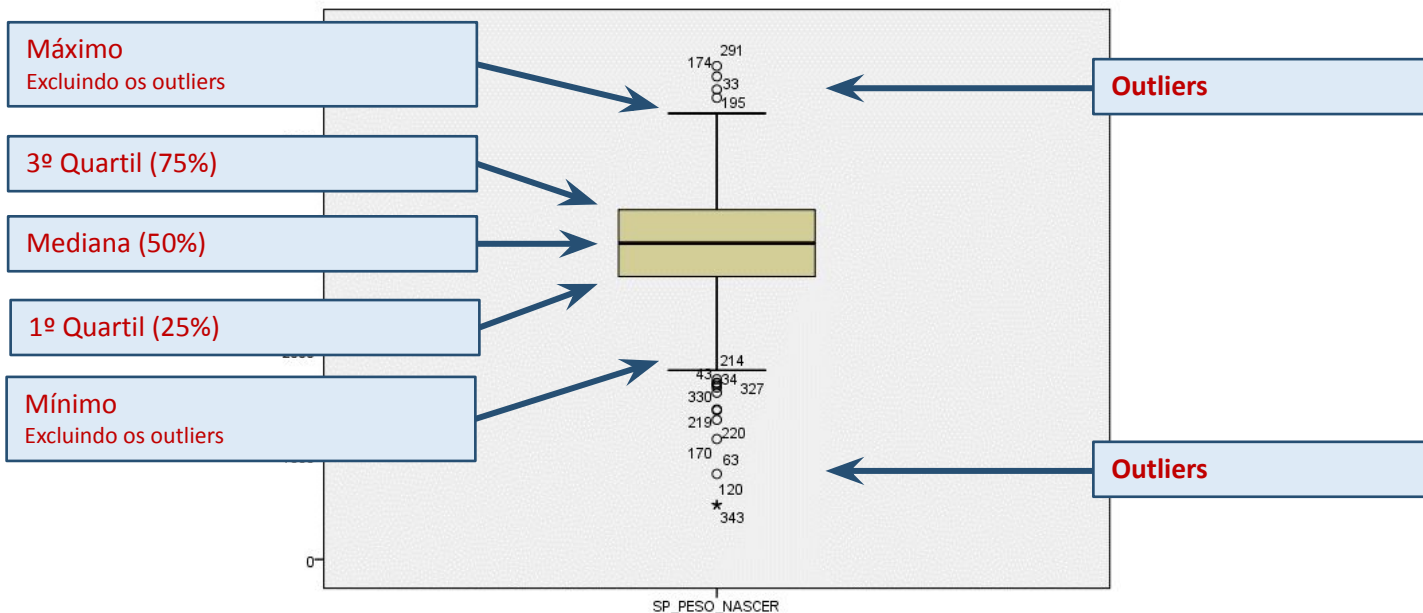 Máximo
Excluindo os outliers
3º Quartil (75%)
Mediana (50%)
1º Quartil (25%)
Mínimo
Excluindo os outliers
291
174
33
195
Outliers
214
43
34
327
330
219
220
170
63
120
343
Outliers
0
SP_PESO_NASCER